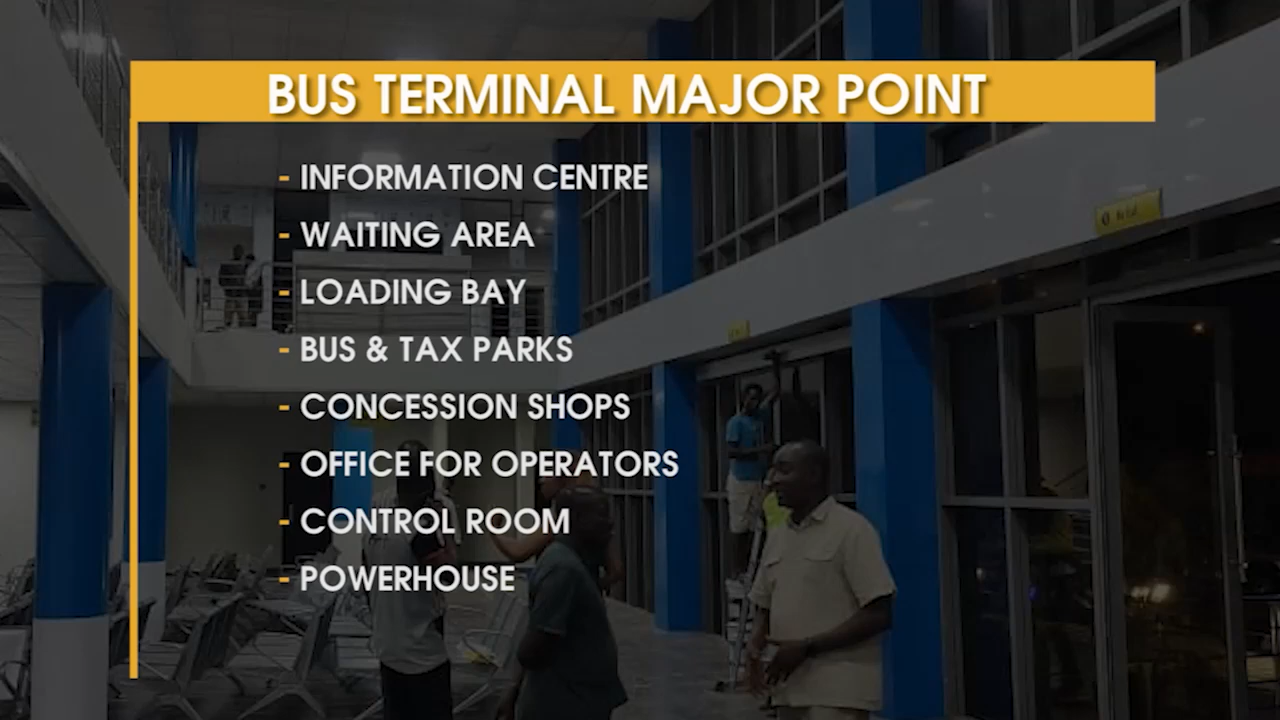 BUS TERMINAL MAJOR POINT
- INFORMATION CENTRE
- WAITING AREA
- LOADING BAY
- BUS & TAX PARKS
- CONCESSION SHOPS
- OFFICE FOR OPERATORS
- CONTROL ROOM
- POWERHOUSE